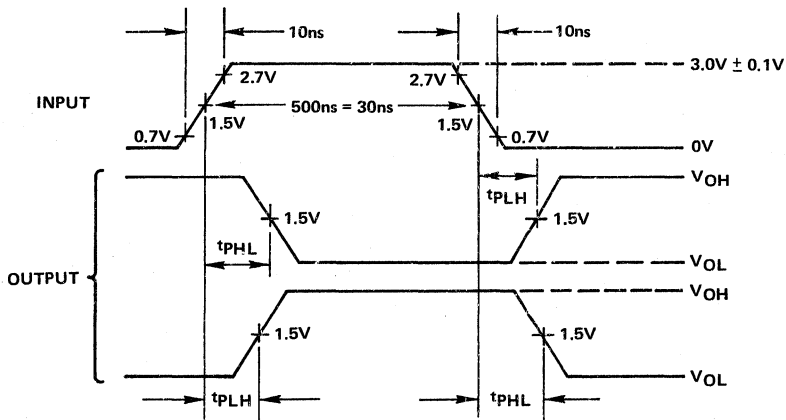 10ns
10ns
2.7V
2.7V
3.0V ± 0.1V
INPUT
500ns = 30ns
1.5V
1.5V
0.7V
0.7V
0V
tPLH
VOH
1.5V
1.5V
tPHL
OUTPUT
VOL
VOH
1.5V
1.5V
VOL
tPLH
tPHL